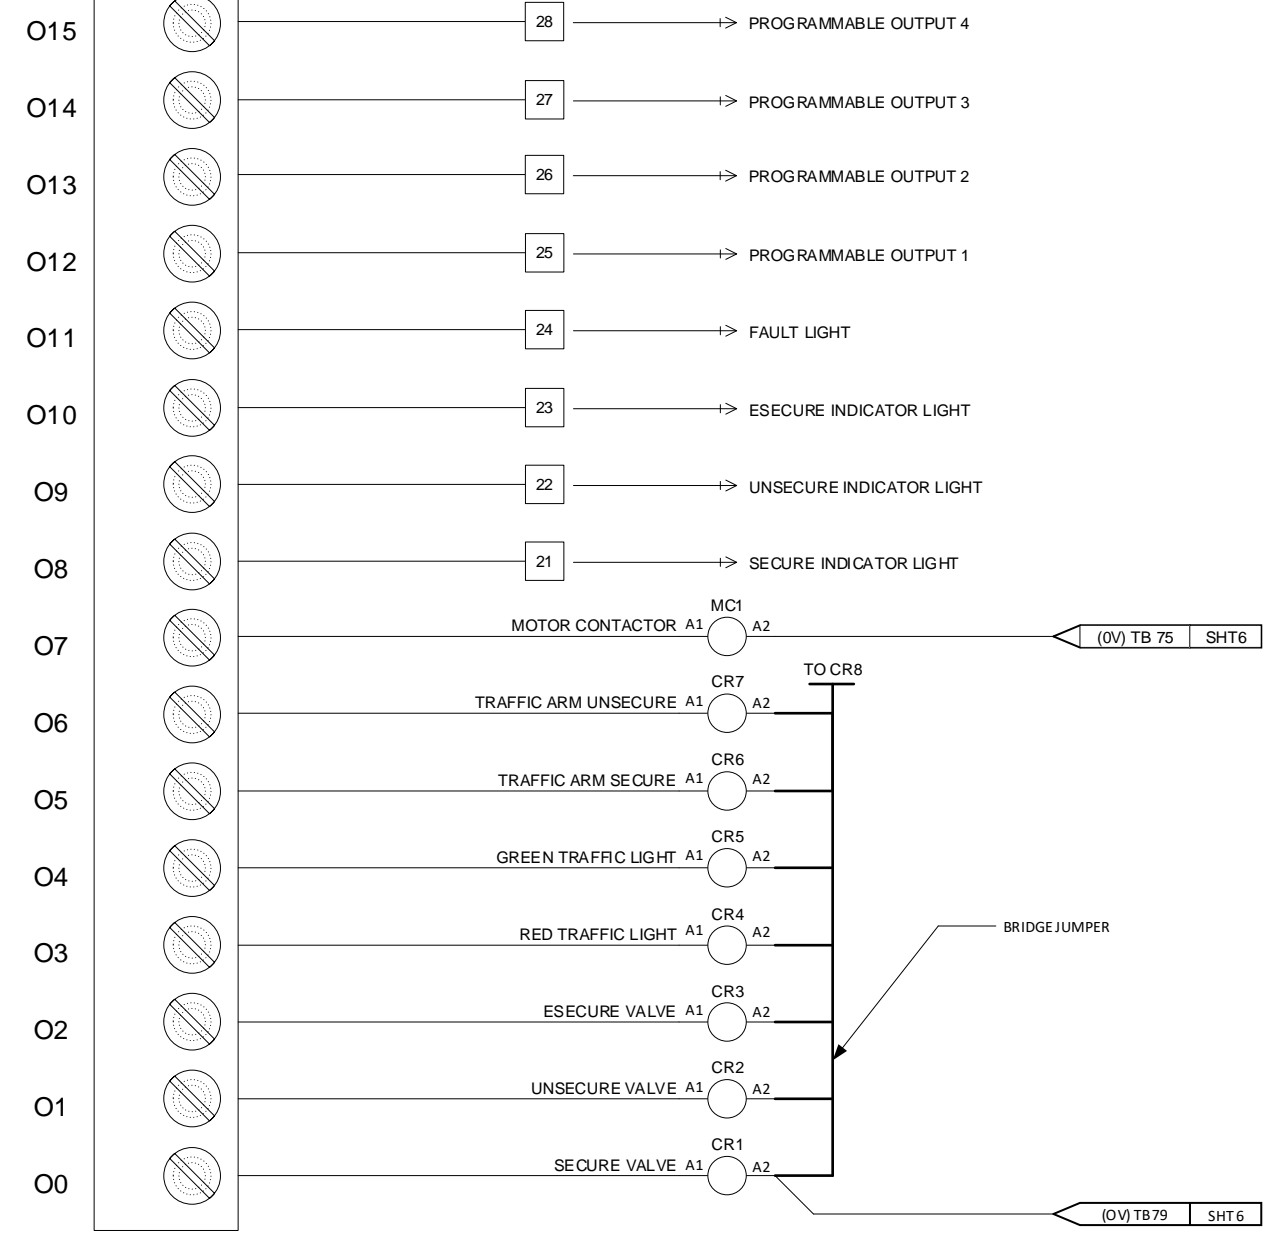 O15 28 PROGRAMMABLE OUTPUT 4
O14 27 PROGRAMMABLE OUTPUT 3
O13 26 PROGRAMMABLE OUTPUT 2
O12 25 PROGRAMMABLE OUTPUT 1
O11 24 FAULT LIGHT
O10 23 ESECURE INDICATOR LIGHT
O9 22 UNSECURE INDICATOR LIGHT
O8 21 SECURE INDICATOR LIGHT
MC1
O7 MOTOR CONTACTOR A1 A2 (0V) TB 75 SHT6
TO CR8
CR7
O6 TRAFFIC ARM UNSECURE A1 A2
CR6
O5 TRAFFIC ARM SECURE A1 A2
CR5
O4 GREEN TRAFFIC LIGHT A1 A2
CR4
O3 RED TRAFFIC LIGHT A1 A2
BRIDGE JUMPER
CR3
O2 ESECURE VALVE A1 A2
CR2
O1 UNSECURE VALVE A1 A2
CR1
O0 SECURE VALVE A1 A2
(OV) TB79 SHT6